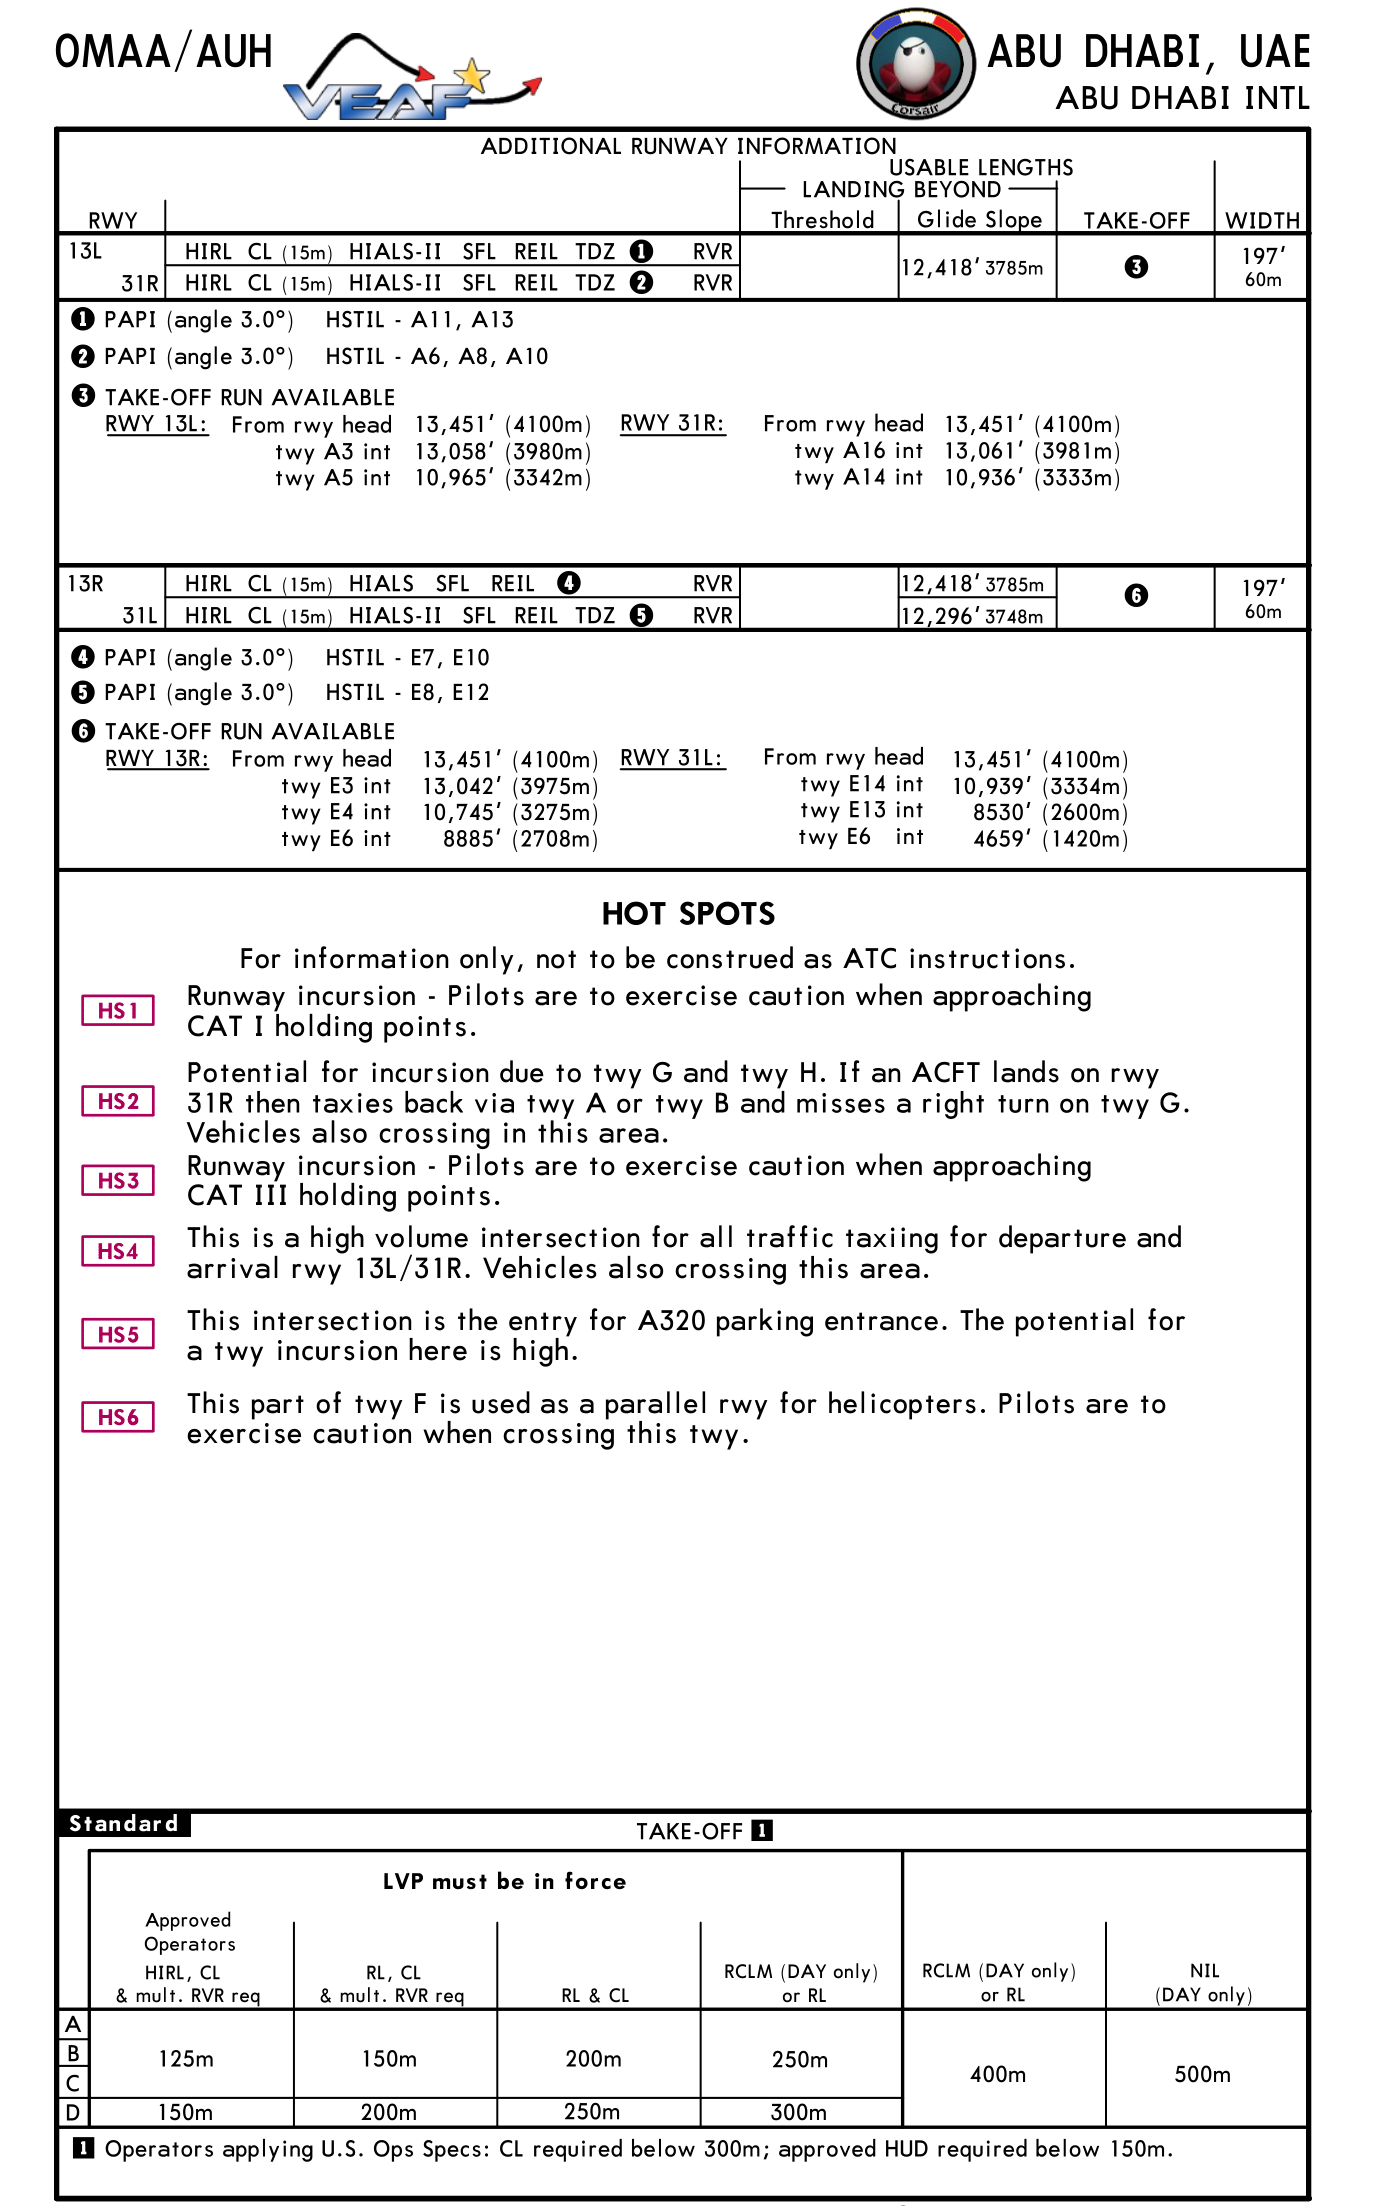 OMAA/AUH
VEAF
Corsair
ABU DHABI, UAE
ABU DHABI INTL
ADDITIONAL RUNWAY INFORMATION
USABLE LENGTHS
LANDING BEYOND
RWY Threshold Glide Slope TAKE-OFF WIDTH
13L HIRL CL (15m) HIALS-II SFL REIL TDZ 1 RVR 12,418' 3785m 3 197' 60m
31R HIRL CL (15m) HIALS-II SFL REIL TDZ 2 RVR
1 PAPI (angle 3.0°) HSTIL - A11, A13
2 PAPI (angle 3.0°) HSTIL - A6, A8, A10
3 TAKE-OFF RUN AVAILABLE
RWY 13L: From rwy head 13,451' (4100m) RWY 31R: From rwy head 13,451' (4100m)
twy A3 int 13,058' (3980m) twy A16 int 13,061' (3981m)
twy A5 int 10,965' (3342m) twy A14 int 10,936' (3333m)
13R HIRL CL (15m) HIALS SFL REIL 4 RVR 12,418' 3785m 6 197' 60m
31L HIRL CL (15m) HIALS-II SFL REIL TDZ 5 RVR 12,296' 3748m
4 PAPI (angle 3.0°) HSTIL - E7, E10
5 PAPI (angle 3.0°) HSTIL - E8, E12
6 TAKE-OFF RUN AVAILABLE
RWY 13R: From rwy head 13,451' (4100m) RWY 31L: From rwy head 13,451' (4100m)
twy E3 int 13,042' (3975m) twy E14 int 10,939' (3334m)
twy E4 int 10,745' (3275m) twy E13 int 8530' (2600m)
twy E6 int 8885' (2708m) twy E6 int 4659' (1420m)
HOT SPOTS
For information only, not to be construed as ATC instructions.
HS1 Runway incursion - Pilots are to exercise caution when approaching
CAT I holding points.
HS2 Potential for incursion due to twy G and twy H. If an ACFT lands on rwy
31R then taxies back via twy A or twy B and misses a right turn on twy G.
Vehicles also crossing in this area.
HS3 Runway incursion - Pilots are to exercise caution when approaching
CAT III holding points.
HS4 This is a high volume intersection for all traffic taxiing for departure and
arrival rwy 13L/31R. Vehicles also crossing this area.
HS5 This intersection is the entry for A320 parking entrance. The potential for
a twy incursion here is high.
HS6 This part of twy F is used as a parallel rwy for helicopters. Pilots are to
exercise caution when crossing this twy.
Standard
TAKE-OFF 1
LVP must be in force
Approved
Operators
HIRL, CL RL, CL RCLM (DAY only) RCLM (DAY only) NIL
& mult. RVR req & mult. RVR req RL & CL or RL or RL (DAY only)
A
B 125m 150m 200m 250m 400m 500m
C
D 150m 200m 250m 300m
1 Operators applying U.S. Ops Specs: CL required below 300m; approved HUD required below 150m.